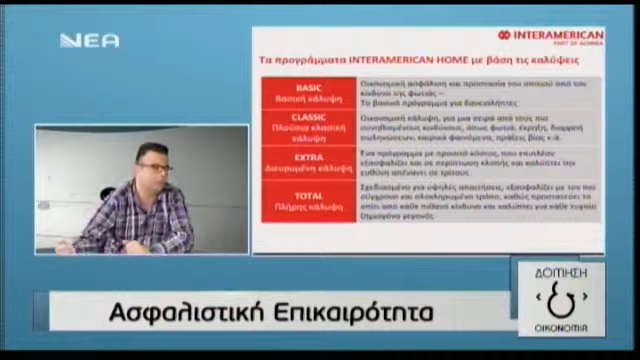 ΝΕΑ
INTERAMERICAN
PART OF ACHMEA
Τα προγράμματα INTERAMERICAN HOME με βάση τις καλύψεις
BASIC
Βασική κάλυψη
Οικονομική ασφάλιση και προστασία του σπιτιού από τον
κίνδυνο της φωτιάς –
Το βασικό πρόγραμμα για δανειολήπτες
CLASSIC
Πλούσια κλασική
κάλυψη
Οικονομική κάλυψη, για μια σειρά από τους πιο
συνηθισμένους κινδύνους, όπως φωτιά, έκρηξη, διαρροή
σωληνώσεων, καιρικά φαινόμενα, πράξεις βίας κ.ά.
EXTRA
Διευρυμένη κάλυψη
Ένα πρόγραμμα με προσιτό κόστος, που επιπλέον
εξασφαλίζει και σε περίπτωση κλοπής και καλύπτει την
ευθύνη απέναντι σε τρίτους
TOTAL
Πλήρης κάλυψη
Σχεδιασμένο για υψηλές απαιτήσεις, εξασφαλίζει με τον πιο
σύγχρονο και ολοκληρωμένο τρόπο, καθώς προστατεύει το
σπίτι από κάθε πιθανό κίνδυνο και καλύπτει για κάθε τυχαίο
ζημιογόνο γεγονός
Ασφαλιστική Επικαιρότητα
ΔΟΜΗΣΗ
ΟΙΚΟΝΟΜΙΑ